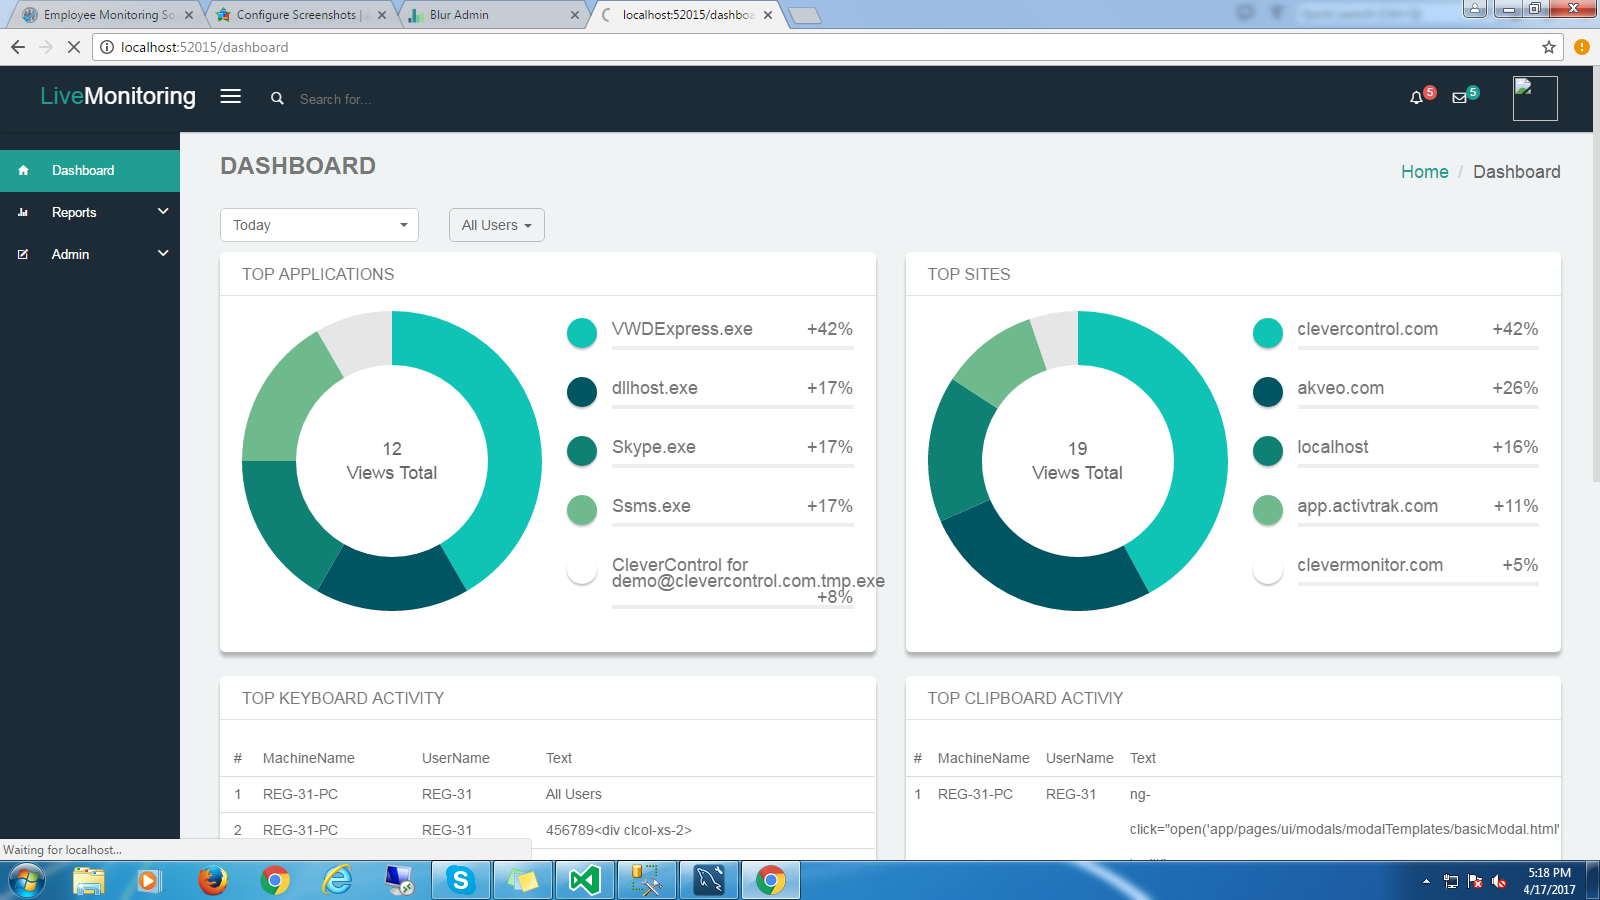 Employee Monitoring So
Configure Screenshots | A
Blur Admin
localhost:52015/dashboa
localhost:52015/dashboard
LiveMonitoring
Search for...
5
5
Dashboard
Reports
Admin
DASHBOARD
Home / Dashboard
Today
All Users
TOP APPLICATIONS
12
Views Total
VWDExpress.exe +42%
dllhost.exe +17%
Skype.exe +17%
Ssms.exe +17%
CleverControl for
demo@clevercontrol.com.tmp.exe
+8%
TOP SITES
19
Views Total
clevercontrol.com +42%
akveo.com +26%
localhost +16%
app.activtrak.com +11%
clevermonitor.com +5%
TOP KEYBOARD ACTIVITY
# MachineName UserName Text
1 REG-31-PC REG-31 All Users
2 REG-31-PC REG-31 456789<div clcol-xs-2>
TOP CLIPBOARD ACTIVIY
# MachineName UserName Text
1 REG-31-PC REG-31 ng-
click="open('app/pages/ui/modals/modalTemplates/basicModal.html'
Waiting for localhost...
5:18 PM
4/17/2017